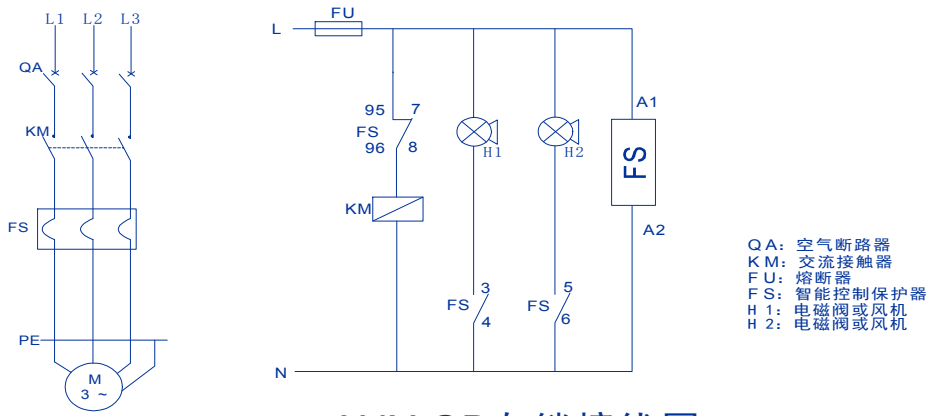 L1 L2 L3
QA
KM
FS
PE
M
3 ~
L
FU
95 7
FS
96 8
KM
H1
H2
A1
FS
A2
3
FS
4
5
FS
6
N
QA：空气断路器
KM：交流接触器
FU：熔断器
FS：智能控制保护器
H1：电磁阀或风机
H2：电磁阀或风机